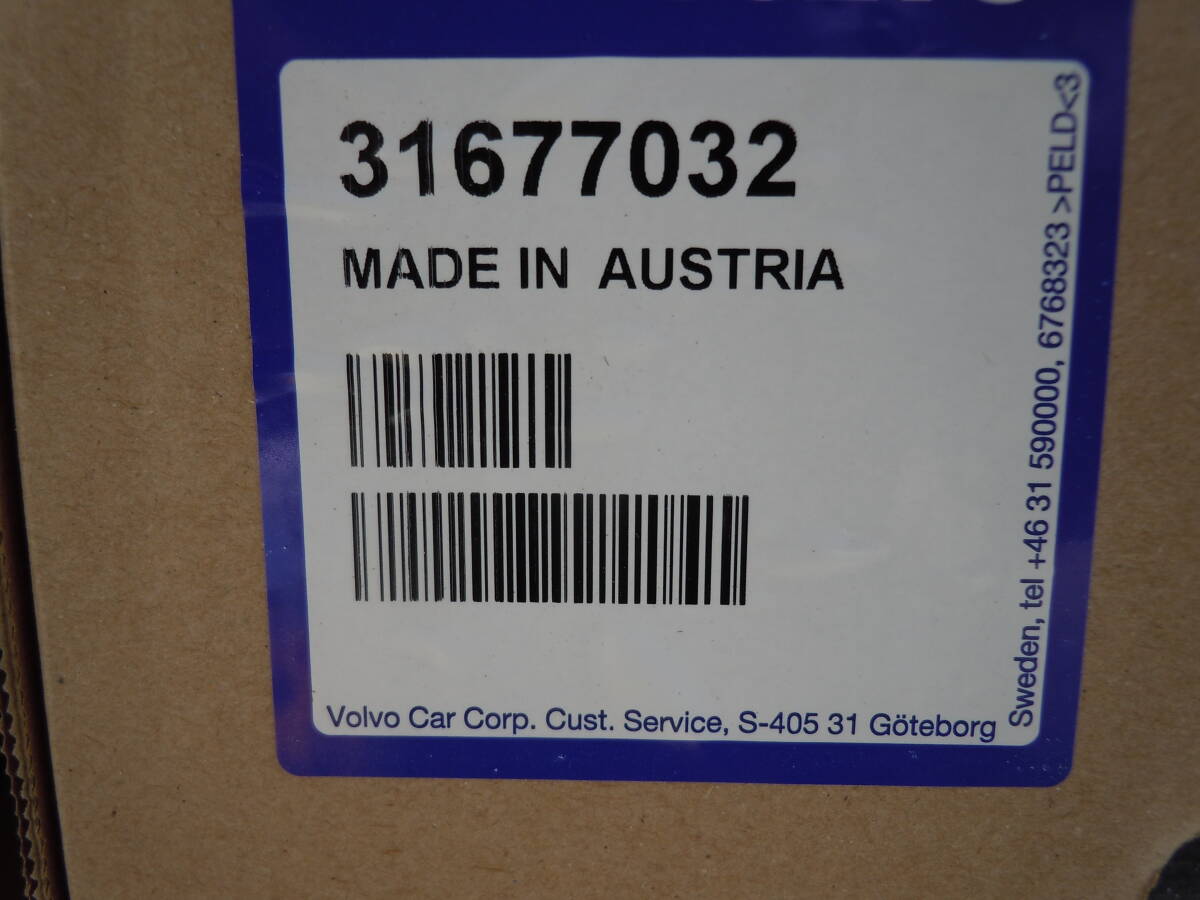 31677032
MADE IN AUSTRIA
Volvo Car Corp. Cust. Service, S-405 31 Göteborg
Sweden, tel +46 31 590000, 6768323 >PELD<3